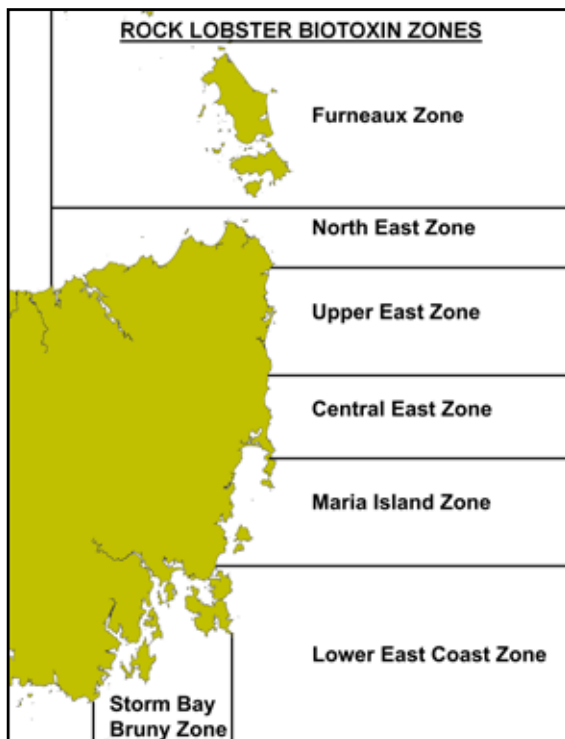 ROCK LOBSTER BIOTOXIN ZONES
Furneaux Zone
North East Zone
Upper East Zone
Central East Zone
Maria Island Zone
Lower East Coast Zone
Storm Bay
Bruny Zone